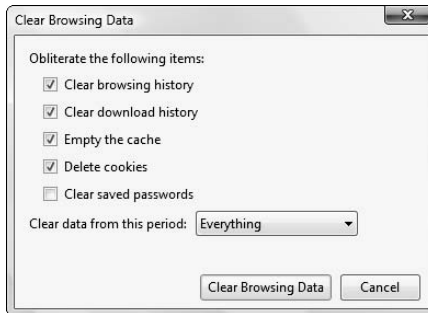 Clear Browsing Data
Obliterate the following items:
Clear browsing history
Clear download history
Empty the cache
Delete cookies
Clear saved passwords
Clear data from this period: Everything
Clear Browsing Data Cancel